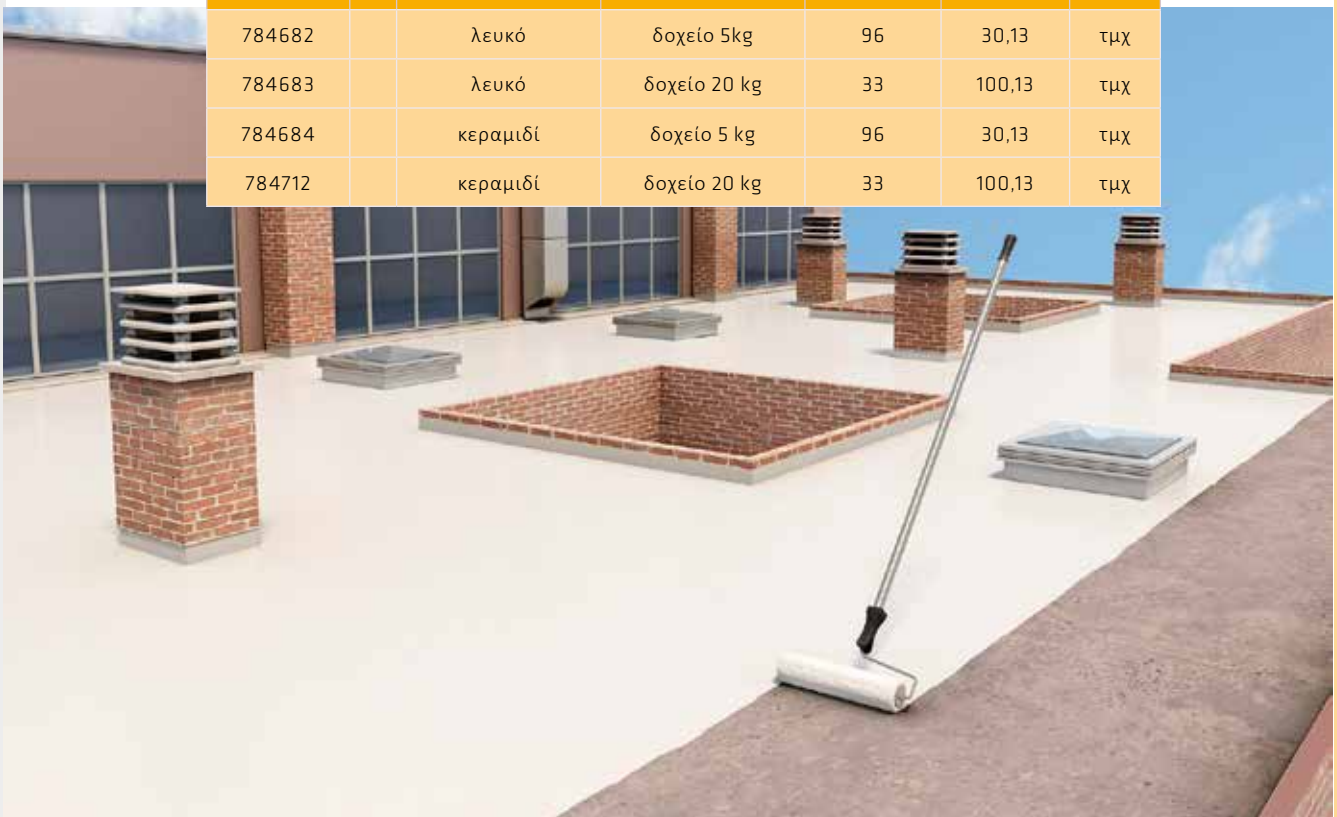 784682 λευκό δοχείο 5kg 96 30,13 τμχ
784683 λευκό δοχείο 20 kg 33 100,13 τμχ
784684 κεραμιδί δοχείο 5 kg 96 30,13 τμχ
784712 κεραμιδί δοχείο 20 kg 33 100,13 τμχ